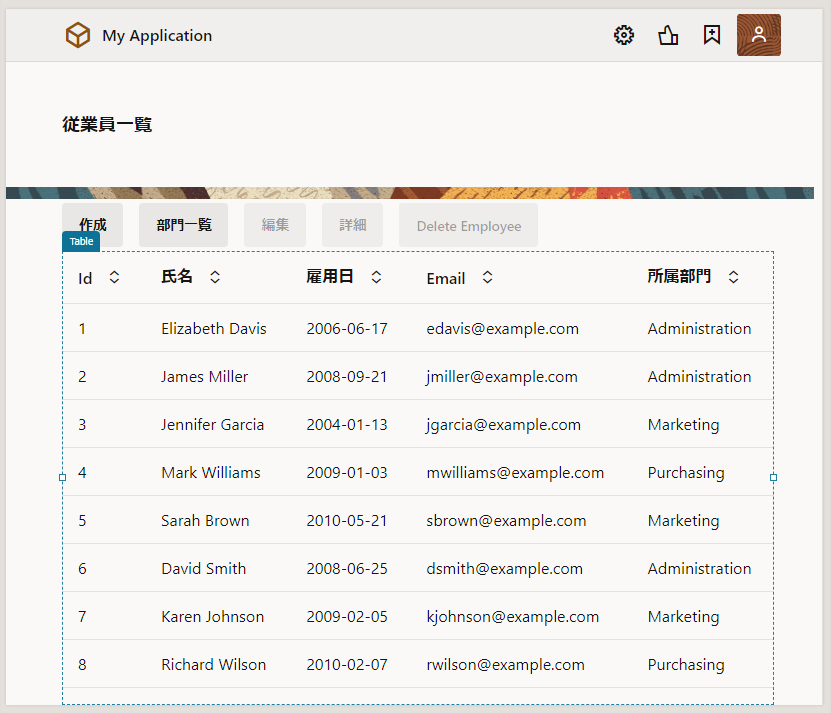 My Application
従業員一覧
作成 部門一覧 編集 詳細 Delete Employee
Table
Id 氏名 雇用日 Email 所属部門
1 Elizabeth Davis 2006-06-17 edavis@example.com Administration
2 James Miller 2008-09-21 jmiller@example.com Administration
3 Jennifer Garcia 2004-01-13 jgarcia@example.com Marketing
4 Mark Williams 2009-01-03 mwilliams@example.com Purchasing
5 Sarah Brown 2010-05-21 sbrown@example.com Marketing
6 David Smith 2008-06-25 dsmith@example.com Administration
7 Karen Johnson 2009-02-05 kjohnson@example.com Marketing
8 Richard Wilson 2010-02-07 rwilson@example.com Purchasing